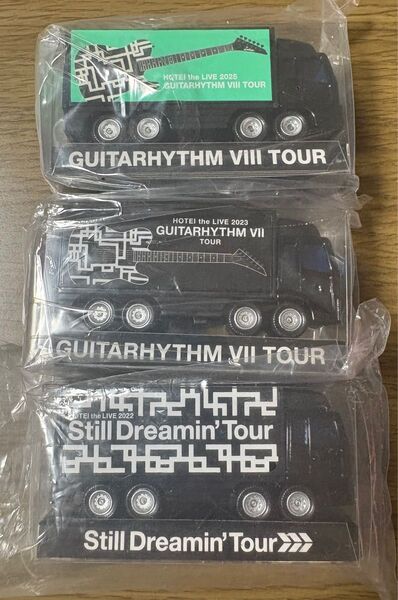 HOTEI the LIVE 2025
GUITARHYTHM VIII TOUR
GUITARHYTHM VIII TOUR
HOTEI the LIVE 2023
GUITARHYTHM VII
TOUR
GUITARHYTHM VII TOUR
HOTEI the LIVE 2022
Still Dreamin' Tour
Still Dreamin' Tour